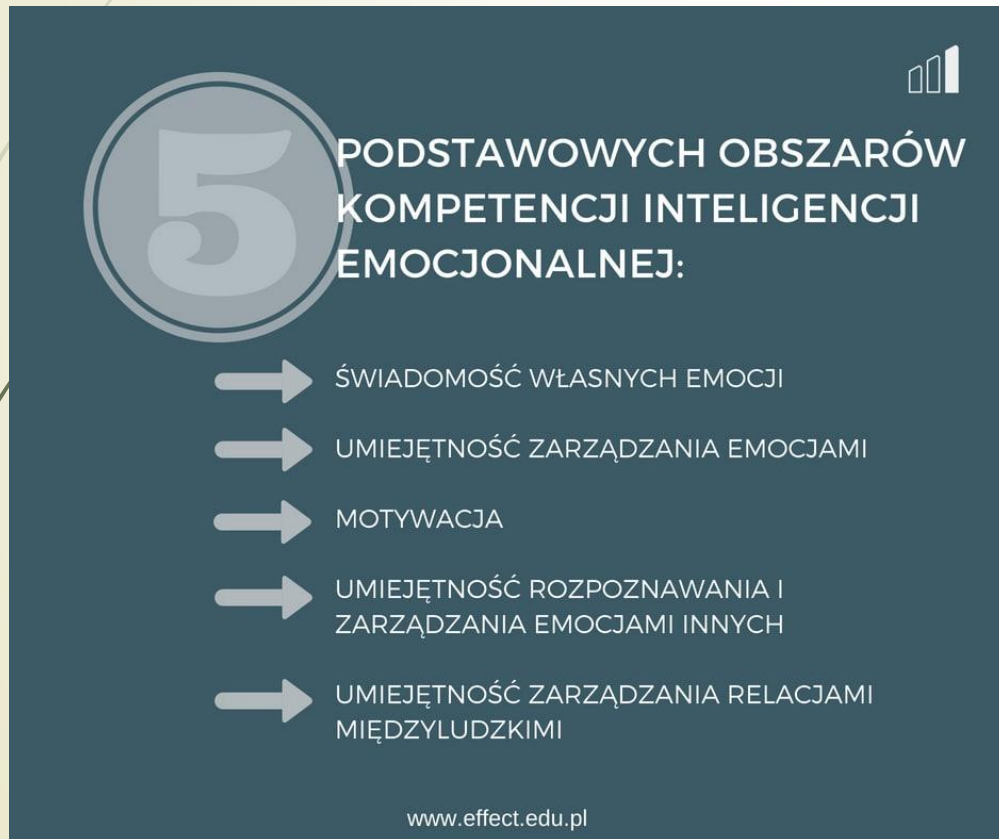 5
PODSTAWOWYCH OBSZARÓW
KOMPETENCJI INTELIGENCJI
EMOCJONALNEJ:
ŚWIADOMOŚĆ WŁASNYCH EMOCJI
UMIEJĘTNOŚĆ ZARZĄDZANIA EMOCJAMI
MOTYWACJA
UMIEJĘTNOŚĆ ROZPOZNAWANIA I
ZARZĄDZANIA EMOCJAMI INNYCH
UMIEJĘTNOŚĆ ZARZĄDZANIA RELACJAMI
MIĘDZYLUDZKIMI
www.effect.edu.pl